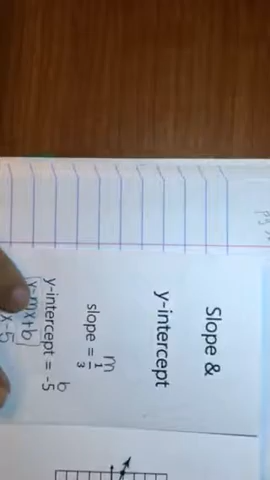 Slope &
y-intercept
m
slope = 1/3
b
y-intercept = -5
y=mx+b
x-5